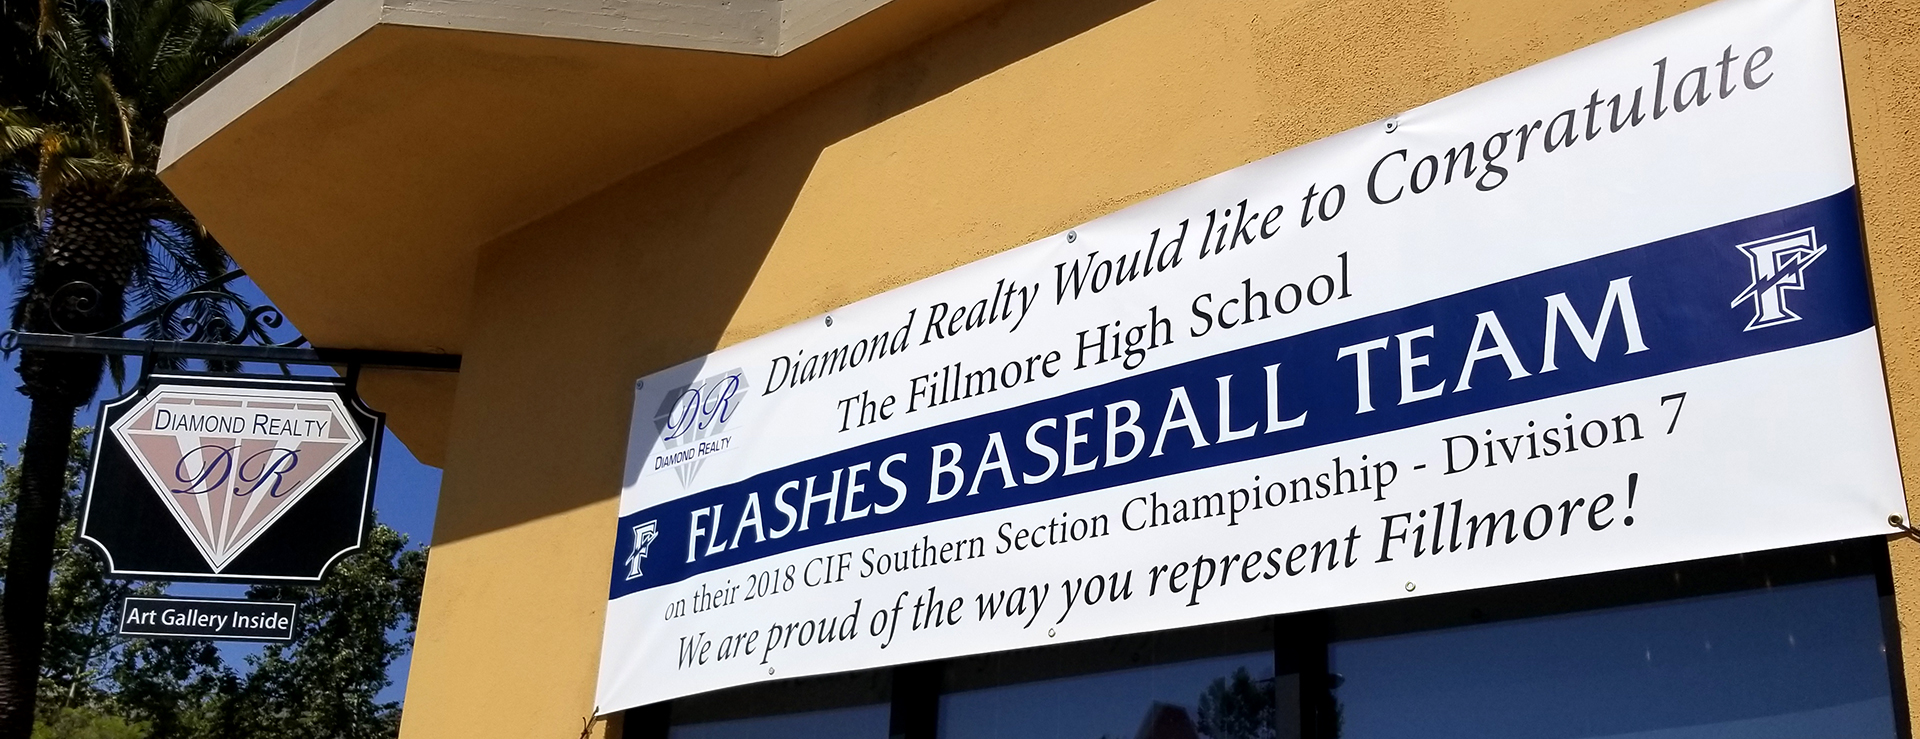 DIAMOND REALTY
DR
Art Gallery Inside
DR
DIAMOND REALTY
Diamond Realty Would like to Congratulate
The Fillmore High School
F FLASHES BASEBALL TEAM F
on their 2018 CIF Southern Section Championship - Division 7
We are proud of the way you represent Fillmore!